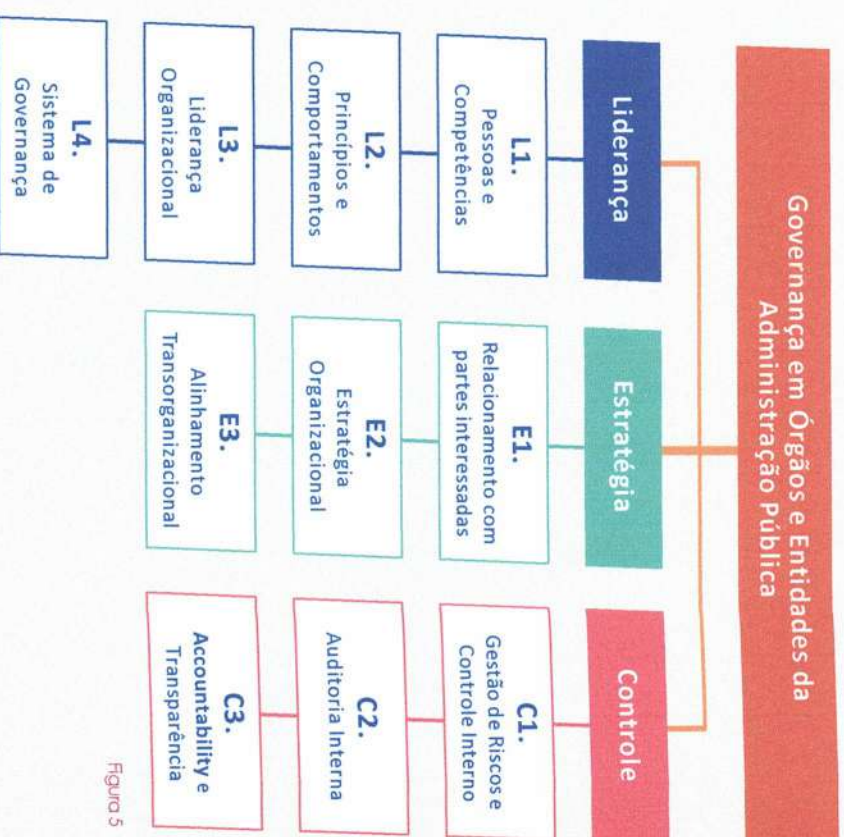 Governança em Órgãos e Entidades da
Administração Pública
Liderança
L1.
Pessoas e
Competências
L2.
Princípios e
Comportamentos
L3.
Liderança
Organizacional
L4.
Sistema de
Governança
Estratégia
E1.
Relacionamento com
partes interessadas
E2.
Estratégia
Organizacional
E3.
Alinhamento
Transorganizacional
Controle
C1.
Gestão de Riscos e
Controle Interno
C2.
Auditoria Interna
C3.
Accountability e
Transparência
Figura 5